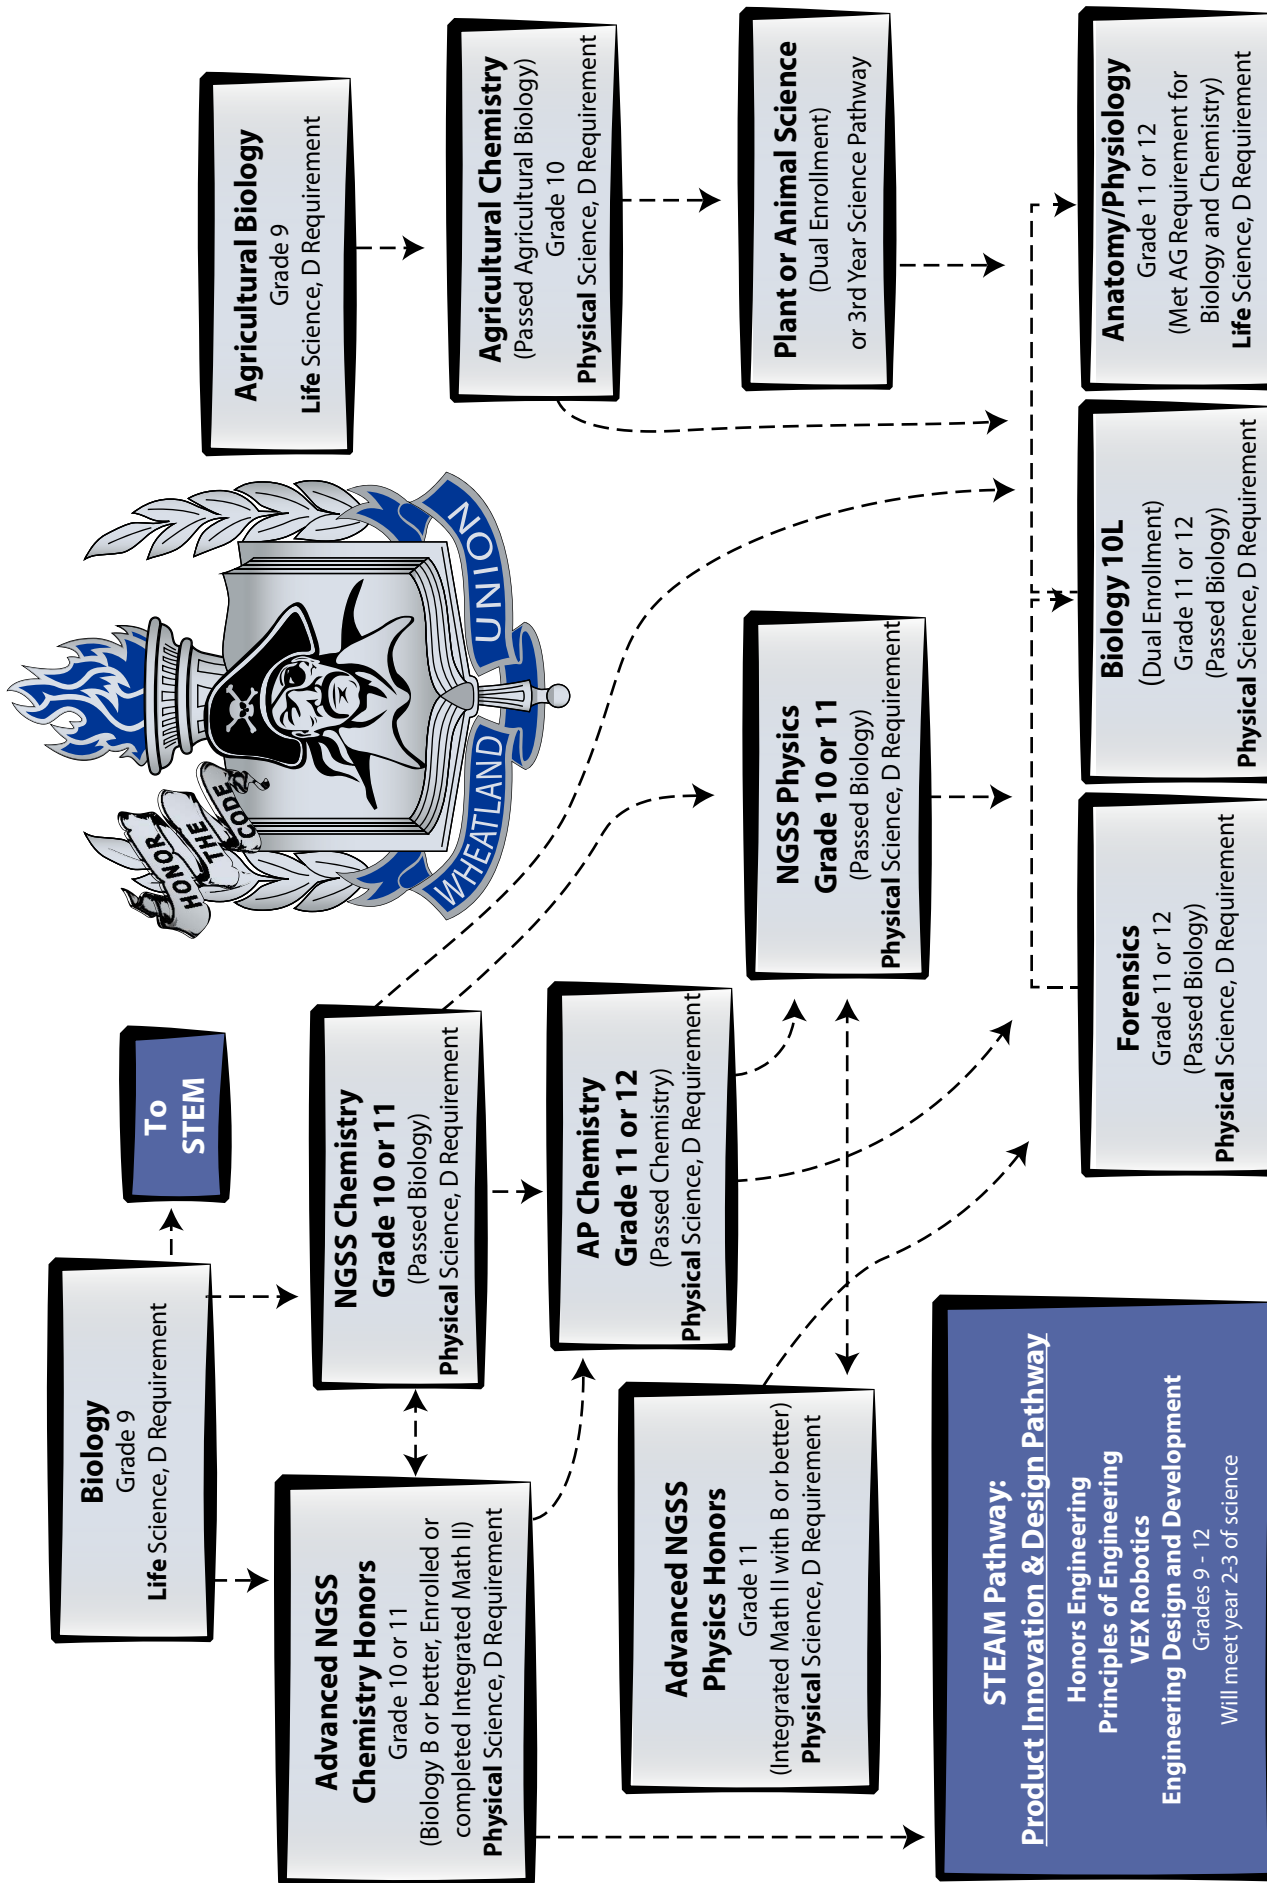 Biology
Grade 9
Life Science, D Requirement
To
STEM
HONOR
THE
CODE
WHEATLAND
UNION
Agricultural Biology
Grade 9
Life Science, D Requirement
Advanced NGSS
Chemistry Honors
Grade 10 or 11
(Biology B or better, Enrolled or
completed Integrated Math II)
Physical Science, D Requirement
NGSS Chemistry
Grade 10 or 11
(Passed Biology)
Physical Science, D Requirement
Agricultural Chemistry
(Passed Agricultural Biology)
Grade 10
Physical Science, D Requirement
AP Chemistry
Grade 11 or 12
(Passed Chemistry)
Physical Science, D Requirement
Advanced NGSS
Physics Honors
Grade 11
(Integrated Math II with B or better)
Physical Science, D Requirement
NGSS Physics
Grade 10 or 11
(Passed Biology)
Physical Science, D Requirement
Plant or Animal Science
(Dual Enrollment)
or 3rd Year Science Pathway
STEAM Pathway:
Product Innovation & Design Pathway
Honors Engineering
Principles of Engineering
VEX Robotics
Engineering Design and Development
Grades 9 - 12
Will meet year 2-3 of science
Forensics
Grade 11 or 12
(Passed Biology)
Physical Science, D Requirement
Biology 10L
(Dual Enrollment)
Grade 11 or 12
(Passed Biology)
Physical Science, D Requirement
Anatomy/Physiology
Grade 11 or 12
(Met AG Requirement for
Biology and Chemistry)
Life Science, D Requirement